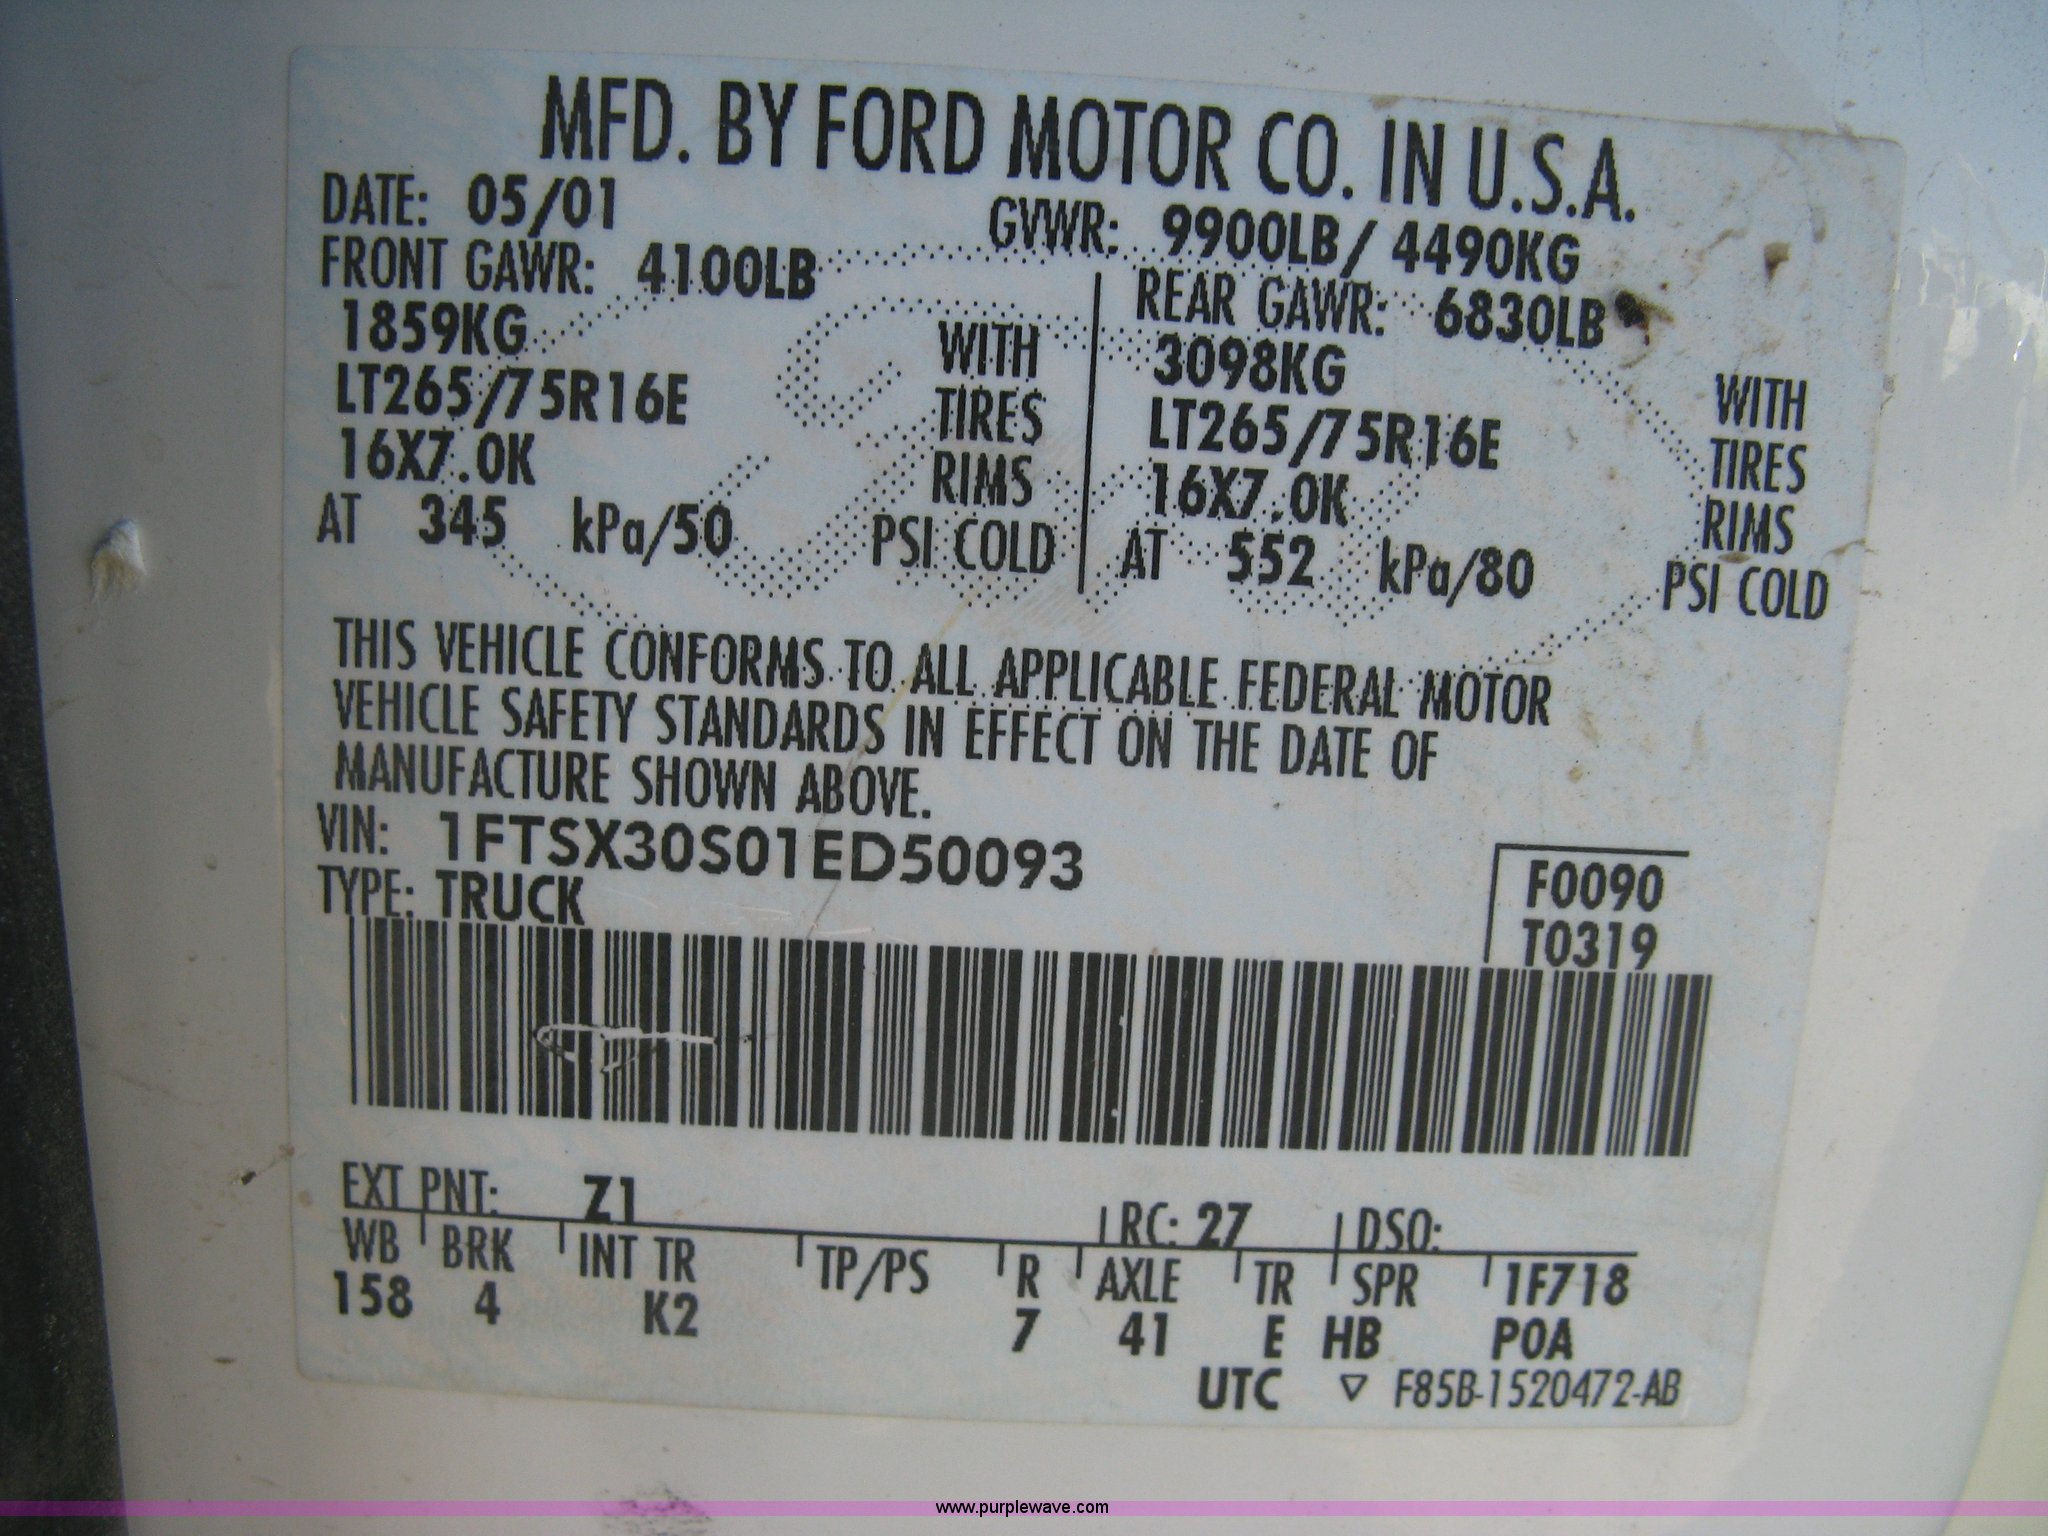 MFD. BY FORD MOTOR CO. IN U.S.A.
DATE: 05/01 GVWR: 9900LB / 4490KG
FRONT GAWR: 4100LB REAR GAWR: 6830LB
1859KG WITH 3098KG WITH
LT265/75R16E TIRES LT265/75R16E TIRES
16X7.0K RIMS 16X7.0K RIMS
AT 345 kPa/50 PSI COLD AT 552 kPa/80 PSI COLD
THIS VEHICLE CONFORMS TO ALL APPLICABLE FEDERAL MOTOR
VEHICLE SAFETY STANDARDS IN EFFECT ON THE DATE OF
MANUFACTURE SHOWN ABOVE.
VIN: 1FTSX30S01ED50093 F0090
TYPE: TRUCK T0319
EXT PNT: Z1 RC: 27 DSO:
WB BRK INT TR TP/PS R AXLE TR SPR 1F718
158 4 K2 7 41 E HB POA
UTC ▽ F85B-1520472-AB
www.purplewave.com